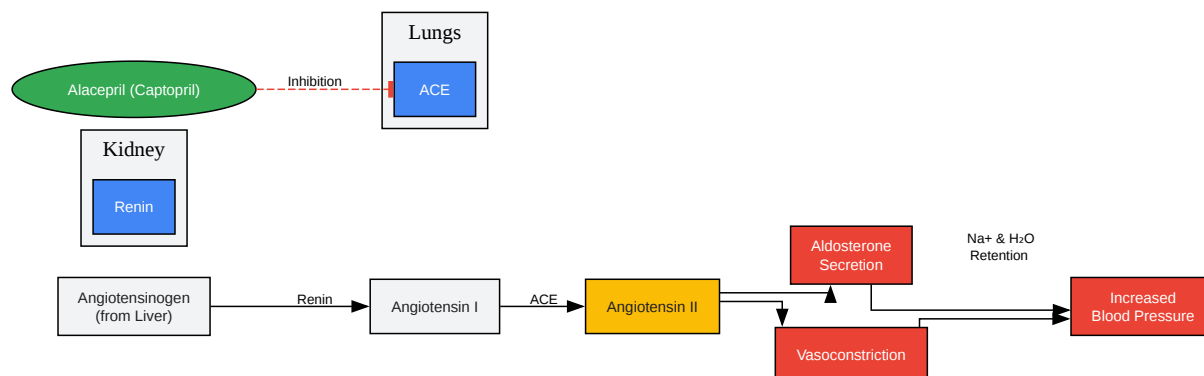 Lungs
Alacepril (Captopril)
Inhibition
ACE
Kidney
Renin
Aldosterone
Secretion
Na+ & H₂O
Retention
Angiotensinogen
(from Liver)
Renin
Angiotensin I
ACE
Angiotensin II
Increased
Blood Pressure
Vasoconstriction